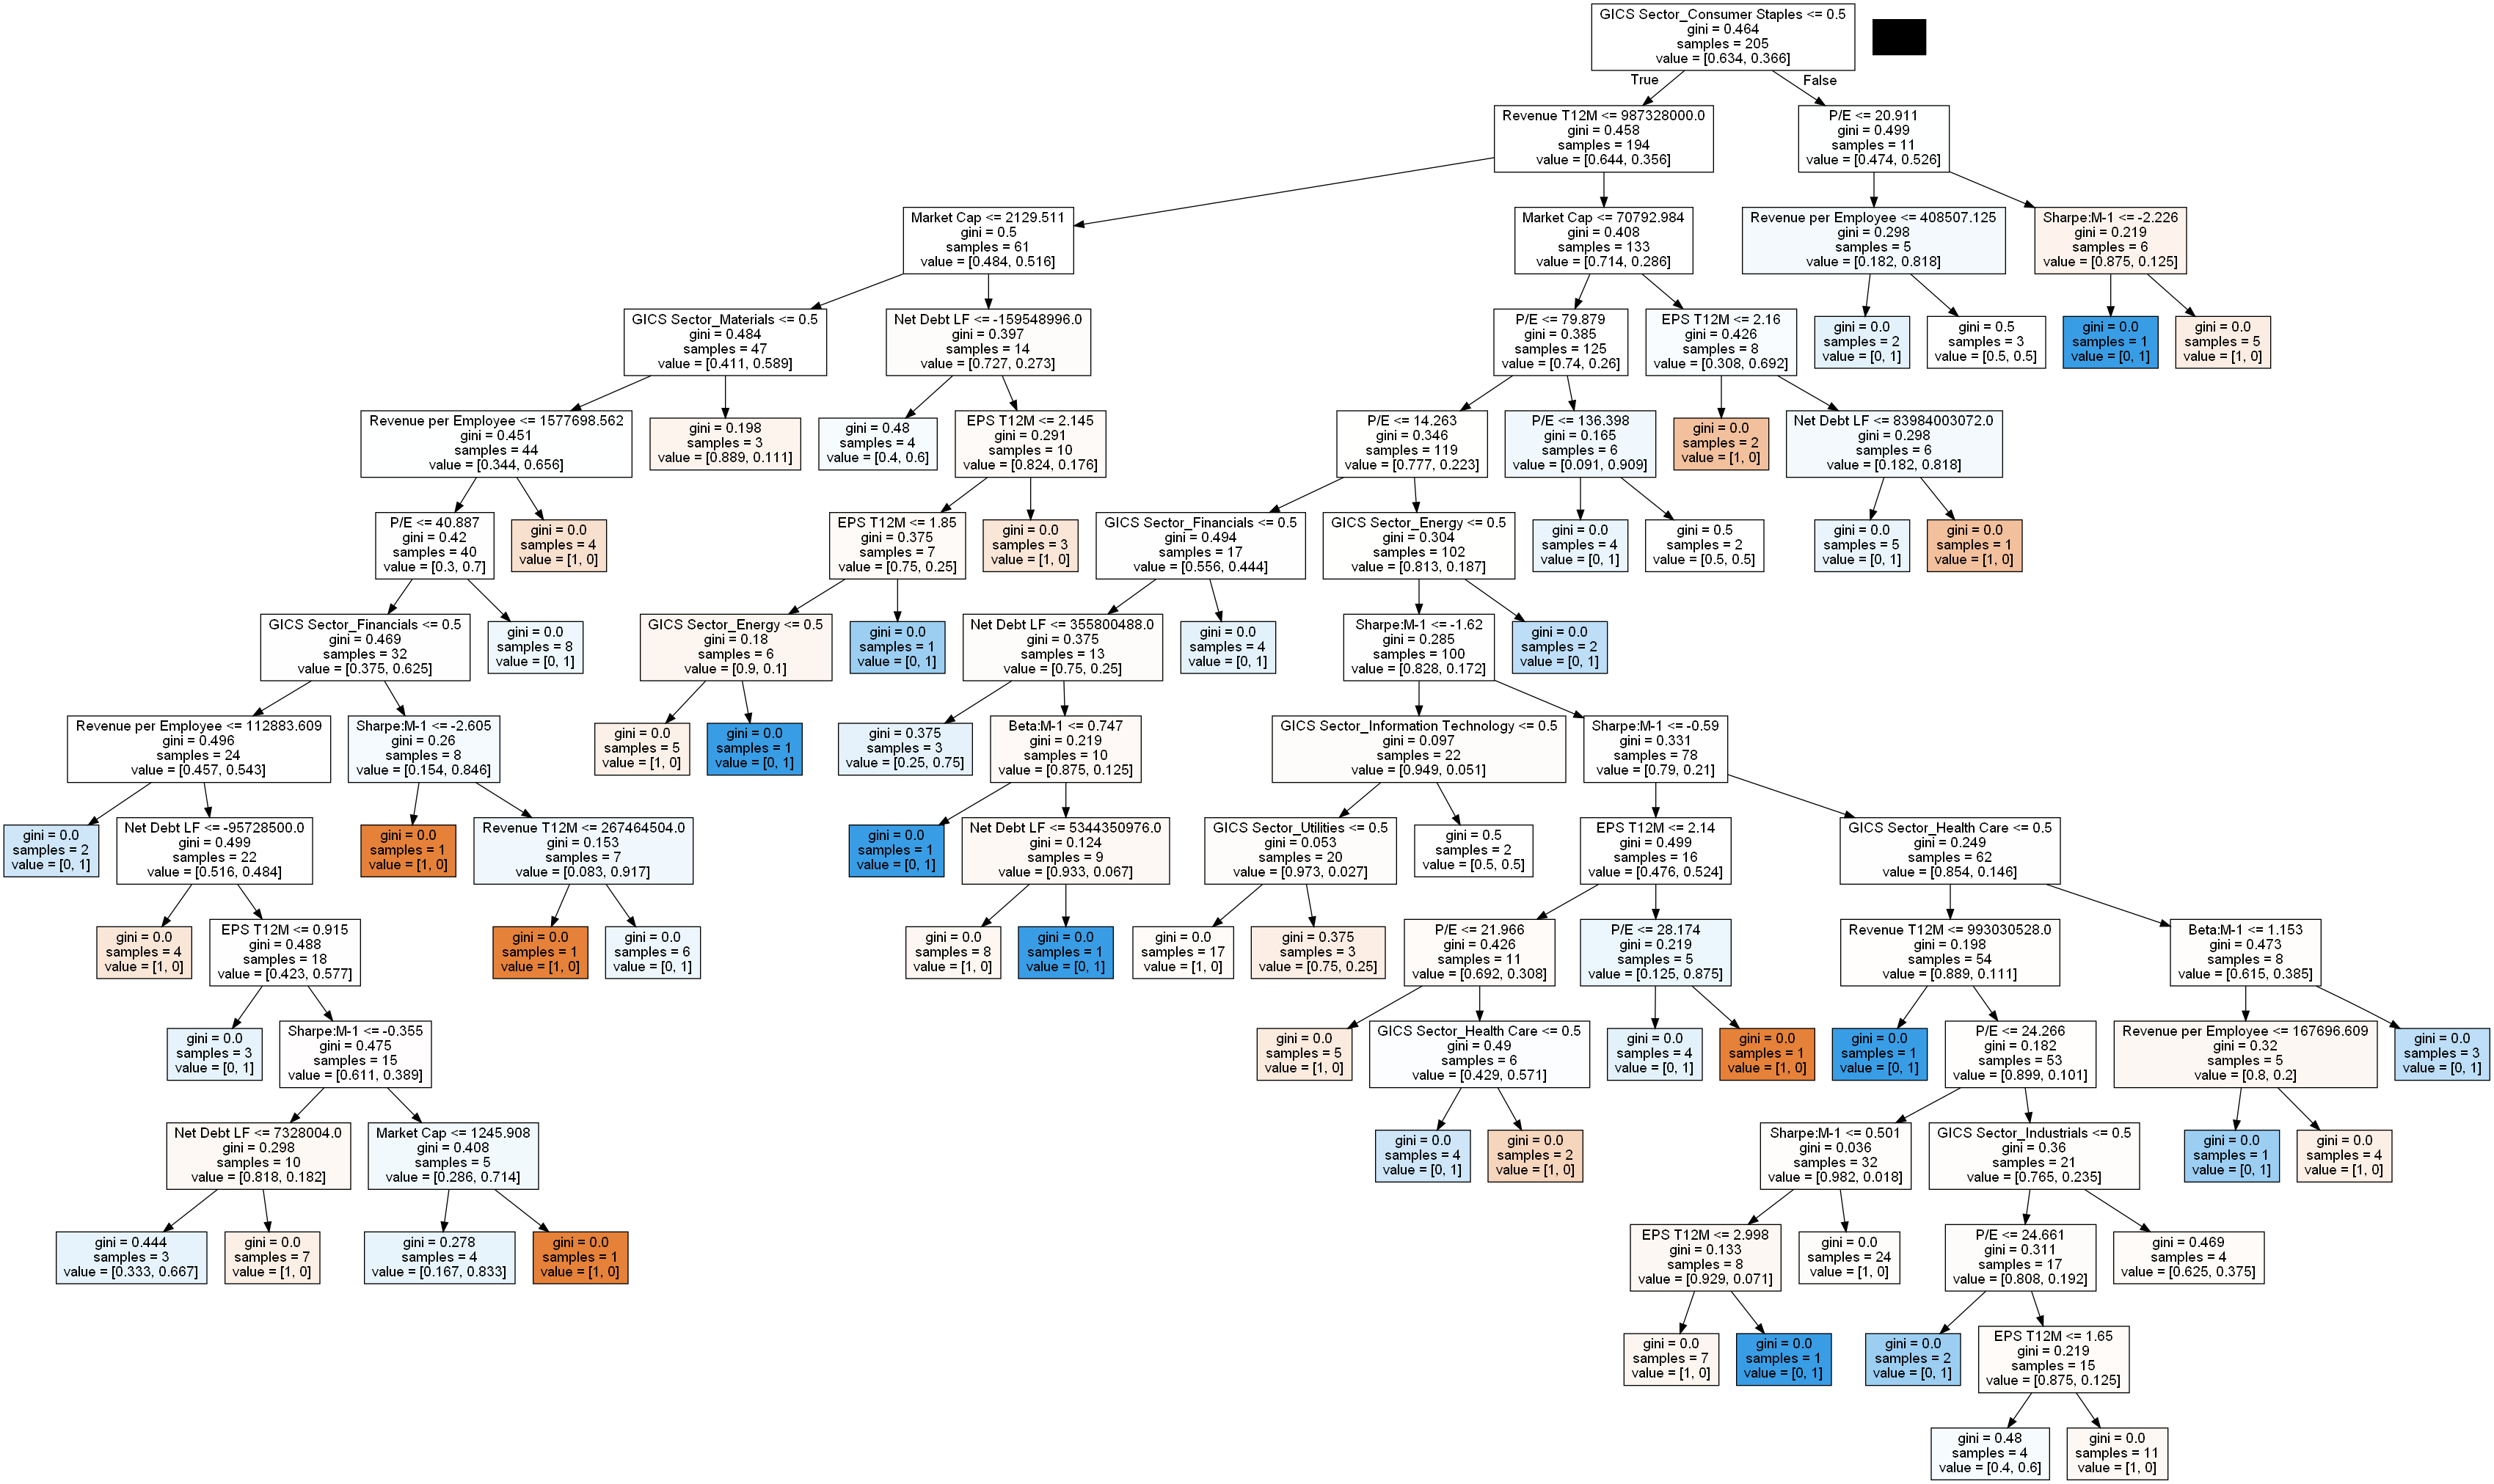 GICS Sector_Consumer Staples <= 0.5
gini = 0.464
samples = 205
value = [0.634, 0.366]
True
False
Revenue T12M <= 987328000.0
gini = 0.458
samples = 194
value = [0.644, 0.356]
P/E <= 20.911
gini = 0.499
samples = 11
value = [0.474, 0.526]
Market Cap <= 2129.511
gini = 0.5
samples = 61
value = [0.484, 0.516]
Market Cap <= 70792.984
gini = 0.408
samples = 133
value = [0.714, 0.286]
Revenue per Employee <= 408507.125
gini = 0.298
samples = 5
value = [0.182, 0.818]
Sharpe:M-1 <= -2.226
gini = 0.219
samples = 6
value = [0.875, 0.125]
GICS Sector_Materials <= 0.5
gini = 0.484
samples = 47
value = [0.411, 0.589]
Net Debt LF <= -159548996.0
gini = 0.397
samples = 14
value = [0.727, 0.273]
P/E <= 79.879
gini = 0.385
samples = 125
value = [0.74, 0.26]
EPS T12M <= 2.16
gini = 0.426
samples = 8
value = [0.308, 0.692]
gini = 0.0
samples = 2
value = [0, 1]
gini = 0.5
samples = 3
value = [0.5, 0.5]
gini = 0.0
samples = 1
value = [0, 1]
gini = 0.0
samples = 5
value = [1, 0]
Revenue per Employee <= 1577698.562
gini = 0.451
samples = 44
value = [0.344, 0.656]
gini = 0.198
samples = 3
value = [0.889, 0.111]
gini = 0.48
samples = 4
value = [0.4, 0.6]
EPS T12M <= 2.145
gini = 0.291
samples = 10
value = [0.824, 0.176]
P/E <= 14.263
gini = 0.346
samples = 119
value = [0.777, 0.223]
P/E <= 136.398
gini = 0.165
samples = 6
value = [0.091, 0.909]
gini = 0.0
samples = 2
value = [1, 0]
Net Debt LF <= 83984003072.0
gini = 0.298
samples = 6
value = [0.182, 0.818]
P/E <= 40.887
gini = 0.42
samples = 40
value = [0.3, 0.7]
gini = 0.0
samples = 4
value = [1, 0]
EPS T12M <= 1.85
gini = 0.375
samples = 7
value = [0.75, 0.25]
gini = 0.0
samples = 3
value = [1, 0]
GICS Sector_Financials <= 0.5
gini = 0.494
samples = 17
value = [0.556, 0.444]
GICS Sector_Energy <= 0.5
gini = 0.304
samples = 102
value = [0.813, 0.187]
gini = 0.0
samples = 4
value = [0, 1]
gini = 0.5
samples = 2
value = [0.5, 0.5]
gini = 0.0
samples = 5
value = [0, 1]
gini = 0.0
samples = 1
value = [1, 0]
GICS Sector_Financials <= 0.5
gini = 0.469
samples = 32
value = [0.375, 0.625]
gini = 0.0
samples = 8
value = [0, 1]
GICS Sector_Energy <= 0.5
gini = 0.18
samples = 6
value = [0.9, 0.1]
gini = 0.0
samples = 1
value = [0, 1]
Net Debt LF <= 355800488.0
gini = 0.375
samples = 13
value = [0.75, 0.25]
gini = 0.0
samples = 4
value = [0, 1]
Sharpe:M-1 <= -1.62
gini = 0.285
samples = 100
value = [0.828, 0.172]
gini = 0.0
samples = 2
value = [0, 1]
Revenue per Employee <= 112883.609
gini = 0.496
samples = 24
value = [0.457, 0.543]
Sharpe:M-1 <= -2.605
gini = 0.26
samples = 8
value = [0.154, 0.846]
gini = 0.0
samples = 5
value = [1, 0]
gini = 0.0
samples = 1
value = [0, 1]
gini = 0.375
samples = 3
value = [0.25, 0.75]
Beta:M-1 <= 0.747
gini = 0.219
samples = 10
value = [0.875, 0.125]
GICS Sector_Information Technology <= 0.5
gini = 0.097
samples = 22
value = [0.949, 0.051]
Sharpe:M-1 <= -0.59
gini = 0.331
samples = 78
value = [0.79, 0.21]
gini = 0.0
samples = 2
value = [0, 1]
Net Debt LF <= -95728500.0
gini = 0.499
samples = 22
value = [0.516, 0.484]
gini = 0.0
samples = 1
value = [1, 0]
Revenue T12M <= 267464504.0
gini = 0.153
samples = 7
value = [0.083, 0.917]
gini = 0.0
samples = 1
value = [0, 1]
Net Debt LF <= 5344350976.0
gini = 0.124
samples = 9
value = [0.933, 0.067]
GICS Sector_Utilities <= 0.5
gini = 0.053
samples = 20
value = [0.973, 0.027]
gini = 0.5
samples = 2
value = [0.5, 0.5]
EPS T12M <= 2.14
gini = 0.499
samples = 16
value = [0.476, 0.524]
GICS Sector_Health Care <= 0.5
gini = 0.249
samples = 62
value = [0.854, 0.146]
gini = 0.0
samples = 4
value = [1, 0]
EPS T12M <= 0.915
gini = 0.488
samples = 18
value = [0.423, 0.577]
gini = 0.0
samples = 1
value = [1, 0]
gini = 0.0
samples = 6
value = [0, 1]
gini = 0.0
samples = 8
value = [1, 0]
gini = 0.0
samples = 1
value = [0, 1]
gini = 0.0
samples = 17
value = [1, 0]
gini = 0.375
samples = 3
value = [0.75, 0.25]
P/E <= 21.966
gini = 0.426
samples = 11
value = [0.692, 0.308]
P/E <= 28.174
gini = 0.219
samples = 5
value = [0.125, 0.875]
Revenue T12M <= 993030528.0
gini = 0.198
samples = 54
value = [0.889, 0.111]
Beta:M-1 <= 1.153
gini = 0.473
samples = 8
value = [0.615, 0.385]
gini = 0.0
samples = 3
value = [0, 1]
Sharpe:M-1 <= -0.355
gini = 0.475
samples = 15
value = [0.611, 0.389]
gini = 0.0
samples = 5
value = [1, 0]
GICS Sector_Health Care <= 0.5
gini = 0.49
samples = 6
value = [0.429, 0.571]
gini = 0.0
samples = 4
value = [0, 1]
gini = 0.0
samples = 1
value = [1, 0]
gini = 0.0
samples = 1
value = [0, 1]
P/E <= 24.266
gini = 0.182
samples = 53
value = [0.899, 0.101]
Revenue per Employee <= 167696.609
gini = 0.32
samples = 5
value = [0.8, 0.2]
gini = 0.0
samples = 3
value = [0, 1]
Net Debt LF <= 7328004.0
gini = 0.298
samples = 10
value = [0.818, 0.182]
Market Cap <= 1245.908
gini = 0.408
samples = 5
value = [0.286, 0.714]
gini = 0.0
samples = 4
value = [0, 1]
gini = 0.0
samples = 2
value = [1, 0]
Sharpe:M-1 <= 0.501
gini = 0.036
samples = 32
value = [0.982, 0.018]
GICS Sector_Industrials <= 0.5
gini = 0.36
samples = 21
value = [0.765, 0.235]
gini = 0.0
samples = 1
value = [0, 1]
gini = 0.0
samples = 4
value = [1, 0]
gini = 0.444
samples = 3
value = [0.333, 0.667]
gini = 0.0
samples = 7
value = [1, 0]
gini = 0.278
samples = 4
value = [0.167, 0.833]
gini = 0.0
samples = 1
value = [1, 0]
EPS T12M <= 2.998
gini = 0.133
samples = 8
value = [0.929, 0.071]
gini = 0.0
samples = 24
value = [1, 0]
P/E <= 24.661
gini = 0.311
samples = 17
value = [0.808, 0.192]
gini = 0.469
samples = 4
value = [0.625, 0.375]
gini = 0.0
samples = 7
value = [1, 0]
gini = 0.0
samples = 1
value = [0, 1]
gini = 0.0
samples = 2
value = [0, 1]
EPS T12M <= 1.65
gini = 0.219
samples = 15
value = [0.875, 0.125]
gini = 0.48
samples = 4
value = [0.4, 0.6]
gini = 0.0
samples = 11
value = [1, 0]